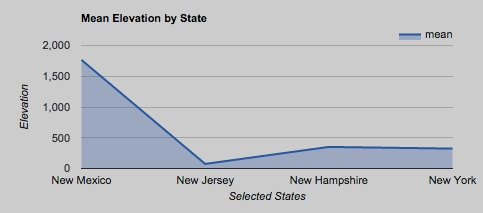 Mean Elevation by State
mean
2,000
1,500
1,000
500
0
Elevation
New Mexico New Jersey New Hampshire New York
Selected States